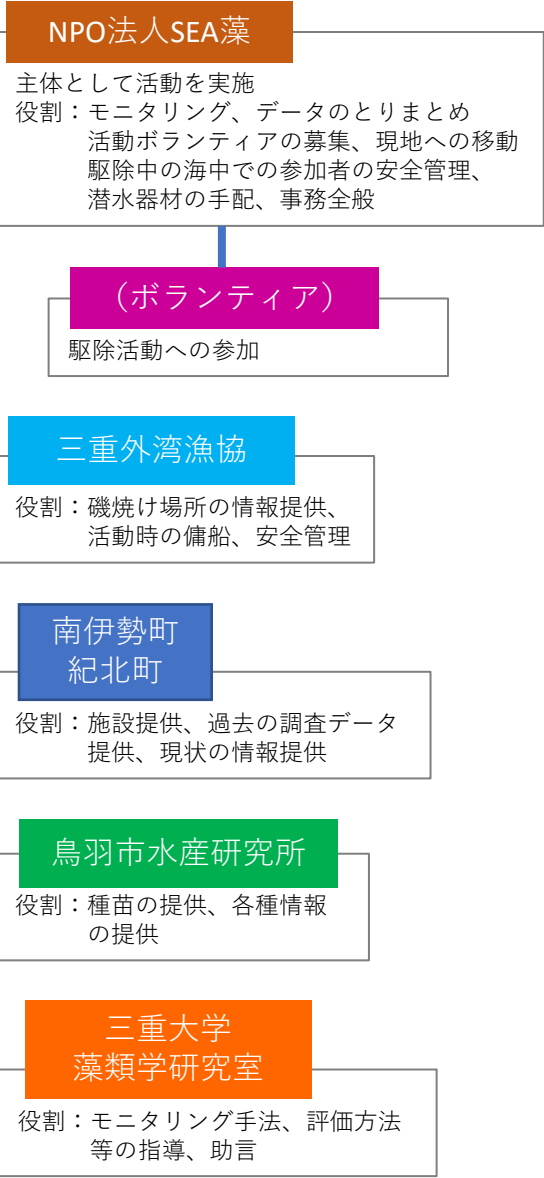 NPO法人SEA藻
主体として活動を実施
役割：モニタリング、データのとりまとめ
活動ボランティアの募集、現地への移動
駆除中の海中での参加者の安全管理、
潜水器材の手配、事務全般
（ボランティア）
駆除活動への参加
三重外湾漁協
役割：磯焼け場所の情報提供、
活動時の傭船、安全管理
南伊勢町
紀北町
役割：施設提供、過去の調査データ
提供、現状の情報提供
鳥羽市水産研究所
役割：種苗の提供、各種情報
の提供
三重大学
藻類学研究室
役割：モニタリング手法、評価方法
等の指導、助言